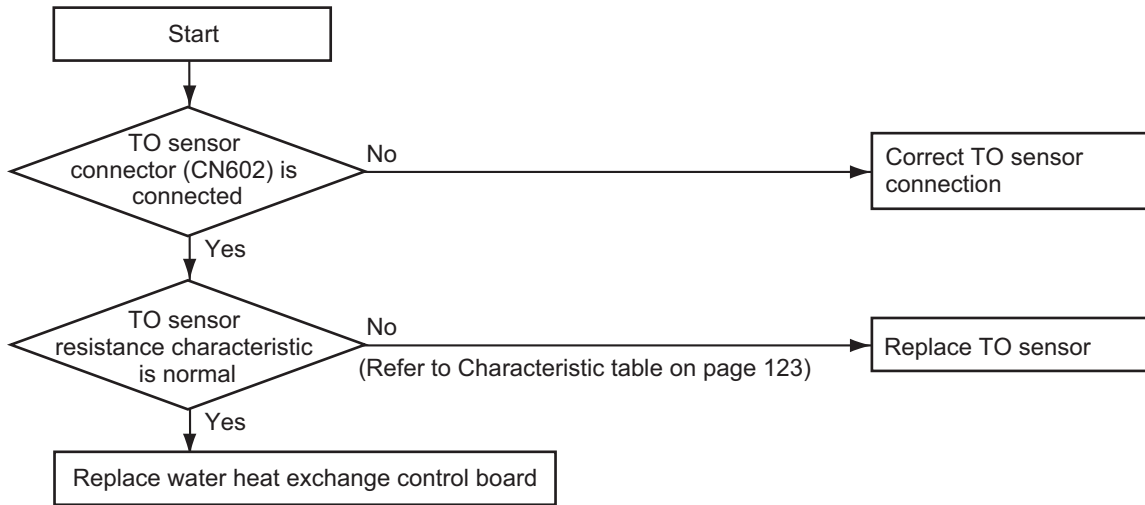 Start
TO sensor
connector (CN602) is
connected
No
Correct TO sensor
connection
Yes
TO sensor
resistance characteristic
is normal
No
(Refer to Characteristic table on page 123)
Replace TO sensor
Yes
Replace water heat exchange control board